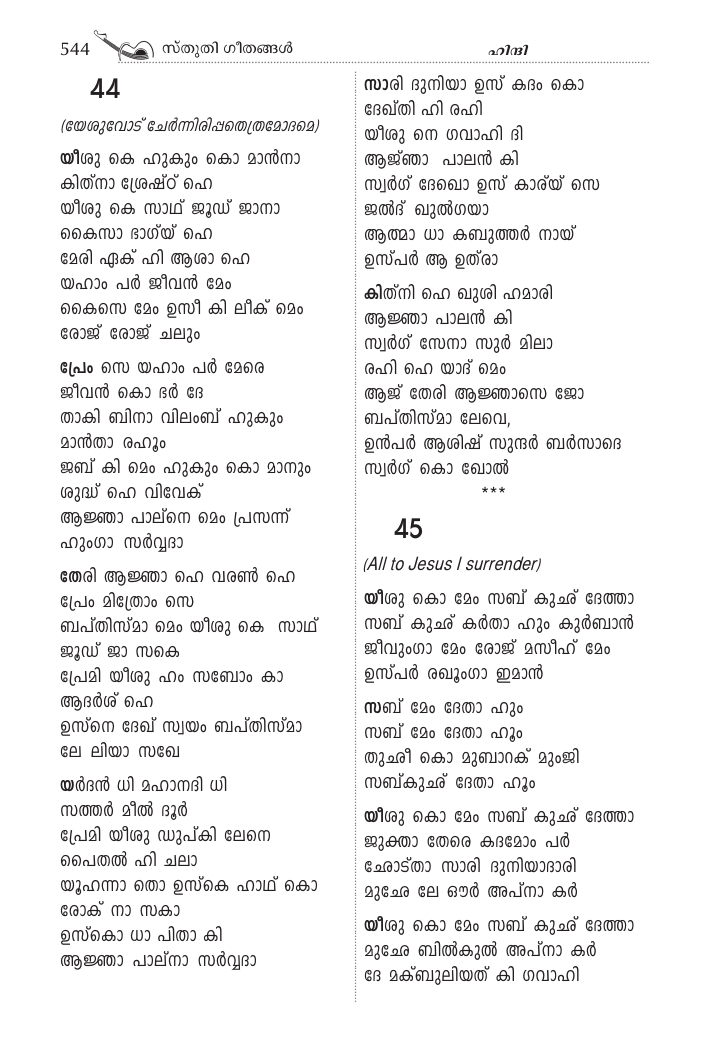 544 സ്തുതി ഗീതങ്ങൾ
ഹിന്ദി
44
(യേശുവോട് ചേർന്നിരിപ്പതെത്രമോദമെ)
യീശു കെ ഹുകും കൊ മാൻനാ
കിത്നാ ശ്രേഷ്ഠ് ഹെ
യീശു കെ സാഥ് ജൂഡ് ജാനാ
കൈസാ ഭാഗ്യ് ഹെ
മേരി ഏക് ഹി ആശാ ഹെ
യഹാം പർ ജീവൻ മേം
കൈസെ മേം ഉസീ കി ലീക് മെം
രോജ് രോജ് ചലും
പ്രേം സെ യഹാം പർ മേരെ
ജീവൻ കൊ ഭർ ദേ
താകി ബിനാ വിലംബ് ഹുകും
മാൻതാ രഹൂം
ജബ് കി മെം ഹുകും കൊ മാനും
ശുദ്ധ് ഹെ വിവേക്
ആജ്ഞാ പാല്നെ മെം പ്രസന്ന്
ഹുംഗാ സർവ്വദാ
തേരി ആജ്ഞാ ഹെ വരൺ ഹെ
പ്രേം മിത്രോം സെ
ബപ്തിസ്മാ മെം യീശു കെ സാഥ്
ജൂഡ് ജാ സകെ
പ്രേമി യീശു ഹം സബോം കാ
ആദർശ് ഹെ
ഉസ്നെ ദേഖ് സ്വയം ബപ്തിസ്മാ
ലേ ലിയാ സഖേ
യർദൻ ധി മഹാനദി ധി
സത്തർ മീൽ ദൂർ
പ്രേമി യീശു ഡുപ്കി ലേനെ
പൈതൽ ഹി ചലാ
യൂഹന്നാ തൊ ഉസ്കെ ഹാഥ് കൊ
രോക് നാ സകാ
ഉസ്കൊ ധാ പിതാ കി
ആജ്ഞാ പാല്നാ സർവ്വദാ
സാരി ദുനിയാ ഉസ് കദം കൊ
ദേഖ്തി ഹി രഹി
യീശു നെ ഗവാഹി ദി
ആജ്ഞാ പാലൻ കി
സ്വർഗ് ദേഖൊ ഉസ് കാര്യ് സെ
ജൽദ് ഖുൽഗയാ
ആത്മാ ധാ കബുത്തർ നായ്
ഉസ്പർ ആ ഉത്രാ
കിത്നി ഹെ ഖുശി ഹമാരി
ആജ്ഞാ പാലൻ കി
സ്വർഗ് സേനാ സുർ മിലാ
രഹി ഹെ യാദ് മെം
ആജ് തേരി ആജ്ഞാസെ ജോ
ബപ്തിസ്മാ ലേവെ,
ഉൻപർ ആശിഷ് സുന്ദർ ബർസാദെ
സ്വർഗ് കൊ ഖോൽ
***
45
(All to Jesus I surrender)
യീശു കൊ മേം സബ് കുഛ് ദേത്താ
സബ് കുഛ് കർതാ ഹും കുർബാൻ
ജീവുംഗാ മേം രോജ് മസീഹ് മേം
ഉസ്പർ രഖൂംഗാ ഇമാൻ
സബ് മേം ദേതാ ഹും
സബ് മേം ദേതാ ഹൂം
തുഛീ കൊ മുബാറക് മുംജി
സബ്കുഛ് ദേതാ ഹൂം
യീശു കൊ മേം സബ് കുഛ് ദേത്താ
ജുക്താ തേരെ കദമോം പർ
ഛോട്താ സാരി ദുനിയാദാരി
മുഛേ ലേ ഔർ അപ്നാ കർ
യീശു കൊ മേം സബ് കുഛ് ദേത്താ
മുഛേ ബിൽകുൽ അപ്നാ കർ
ദേ മക്ബുലിയത് കി ഗവാഹി